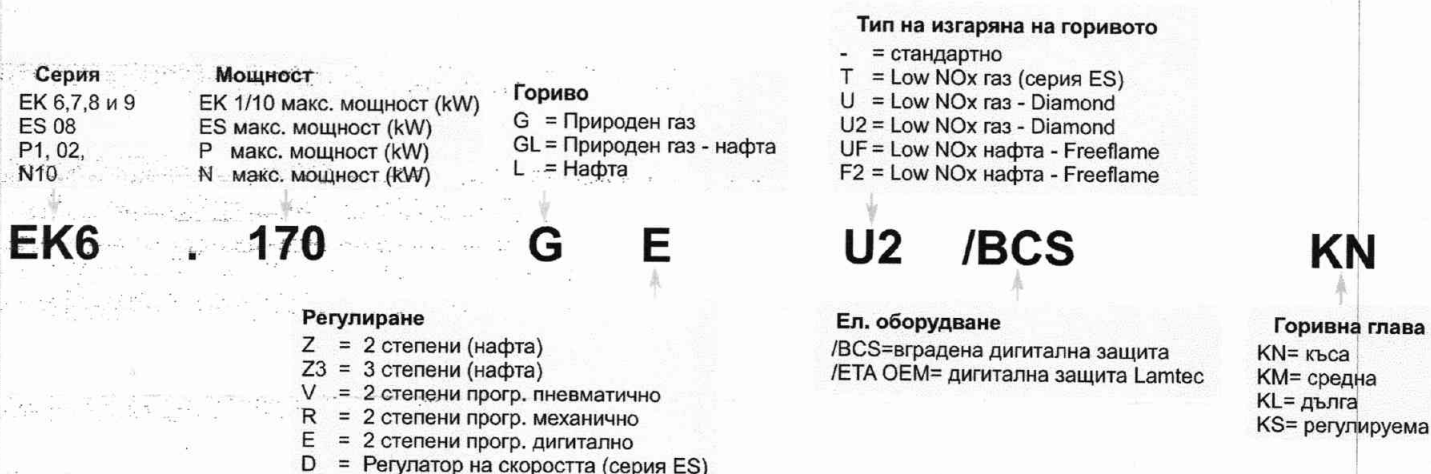 Серия
EK 6,7,8 и 9
ES 08
P1, 02,
N10
Мощност
EK 1/10 макс. мощност (kW)
ES макс. мощност (kW)
P макс. мощност (kW)
N макс. мощност (kW)
Гориво
G = Природен газ
GL = Природен газ - нафта
L = Нафта
Тип на изгаряна на горивото
- = стандартно
T = Low NOx газ (серия ES)
U = Low NOx газ - Diamond
U2 = Low NOx газ - Diamond
UF = Low NOx нафта - Freeflame
F2 = Low NOx нафта - Freeflame
EK6 . 170 G E U2 /BCS KN
Регулиране
Z = 2 степени (нафта)
Z3 = 3 степени (нафта)
V = 2 степени прогр. пневматично
R = 2 степени прогр. механично
E = 2 степени прогр. дигитално
D = Регулатор на скоростта (серия ES)
Ел. оборудване
/BCS=вградена дигитална защита
/ETA OEM= дигитална защита Lamtec
Горивна глава
KN= къса
KM= средна
KL= дълга
KS= регулируема